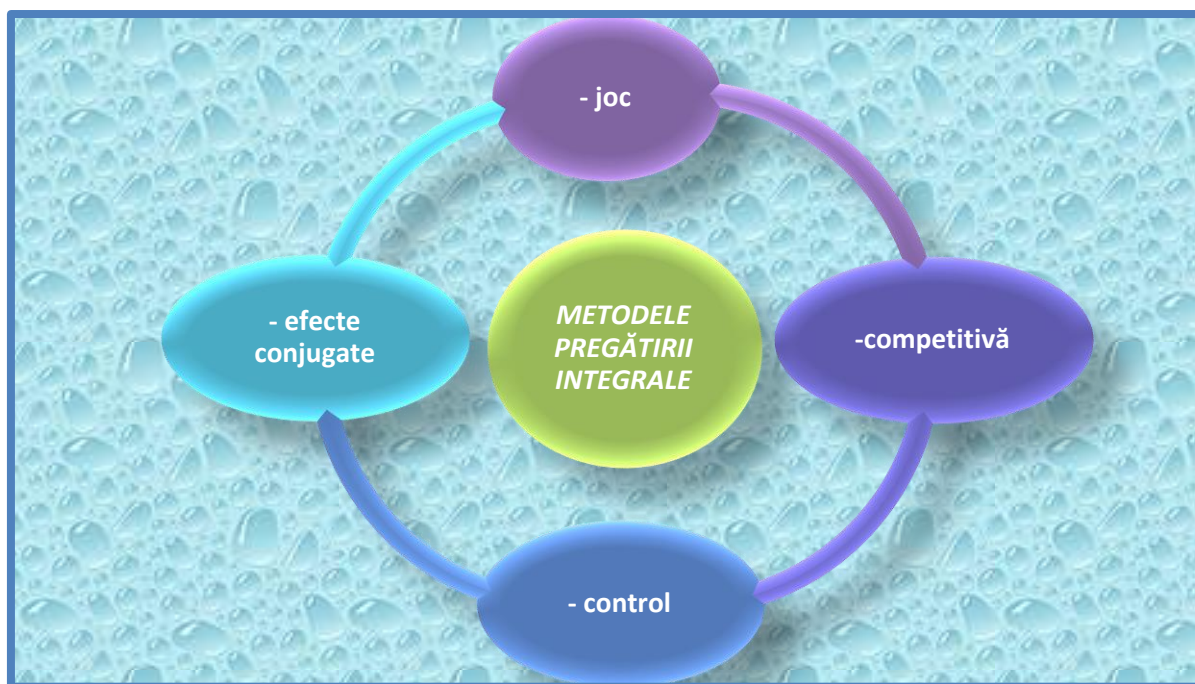 - joc
- efecte
conjugate
METODELE
PREGĂTIRII
INTEGRALE
-competitivă
- control